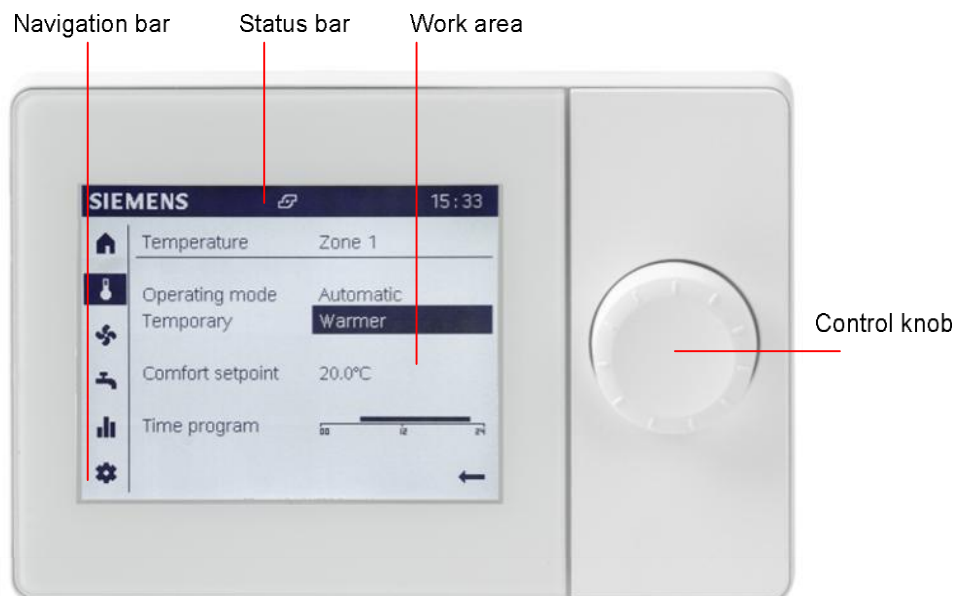 Navigation bar Status bar Work area
SIEMENS 15:33
Temperature Zone 1
Operating mode Automatic
Temporary Warmer
Control knob
Comfort setpoint 20.0°C
Time program
00 12 24